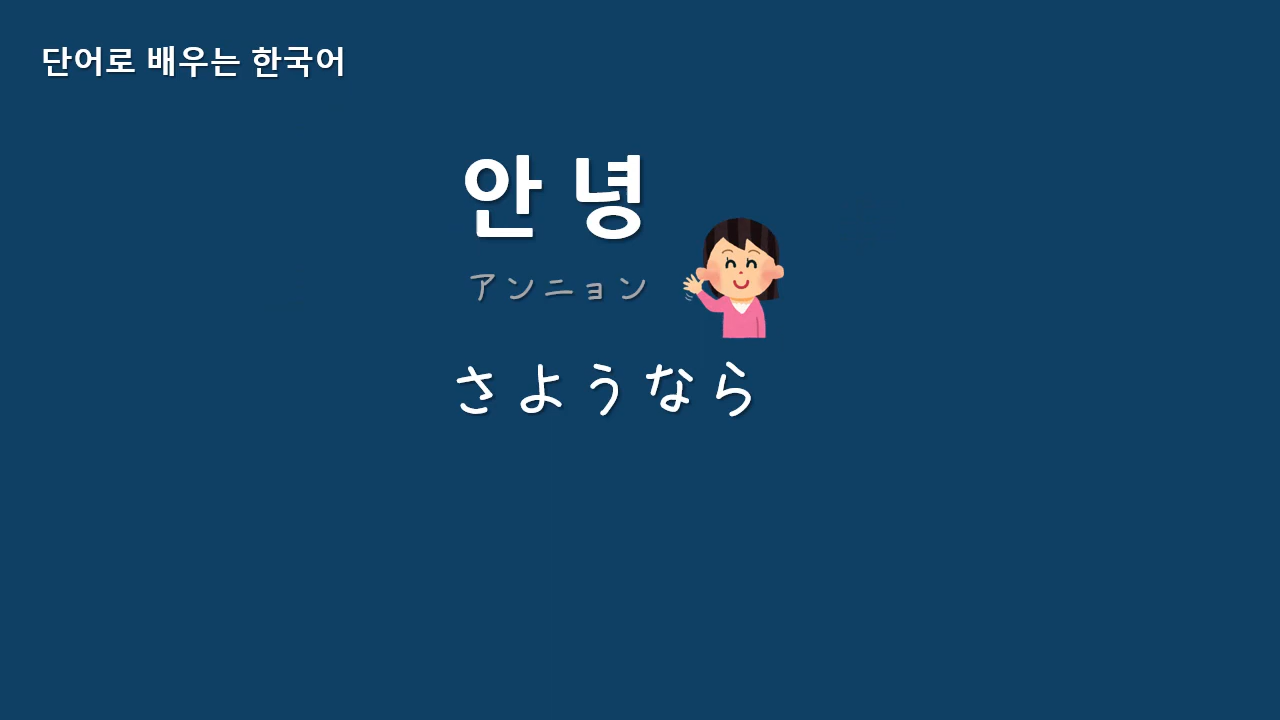 단어로 배우는 한국어
안녕
アンニョン
さようなら